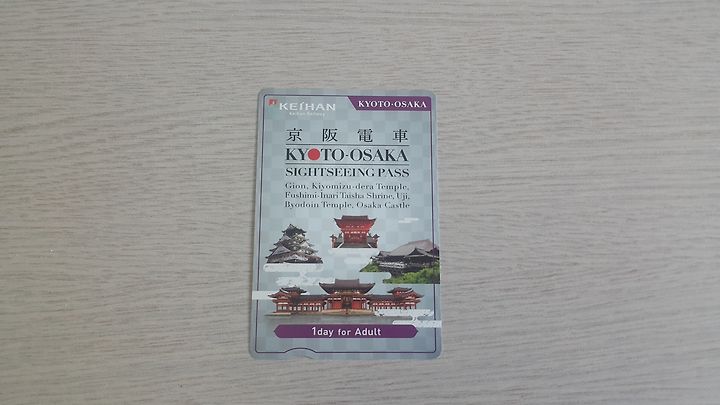 KEIHAN
Keihan Railway
KYOTO-OSAKA
京阪電車
KYOTO-OSAKA
SIGHTSEEING PASS
Gion, Kiyomizu-dera Temple,
Fushimi-Inari Taisha Shrine, Uji,
Byodoin Temple, Osaka Castle
1day for Adult